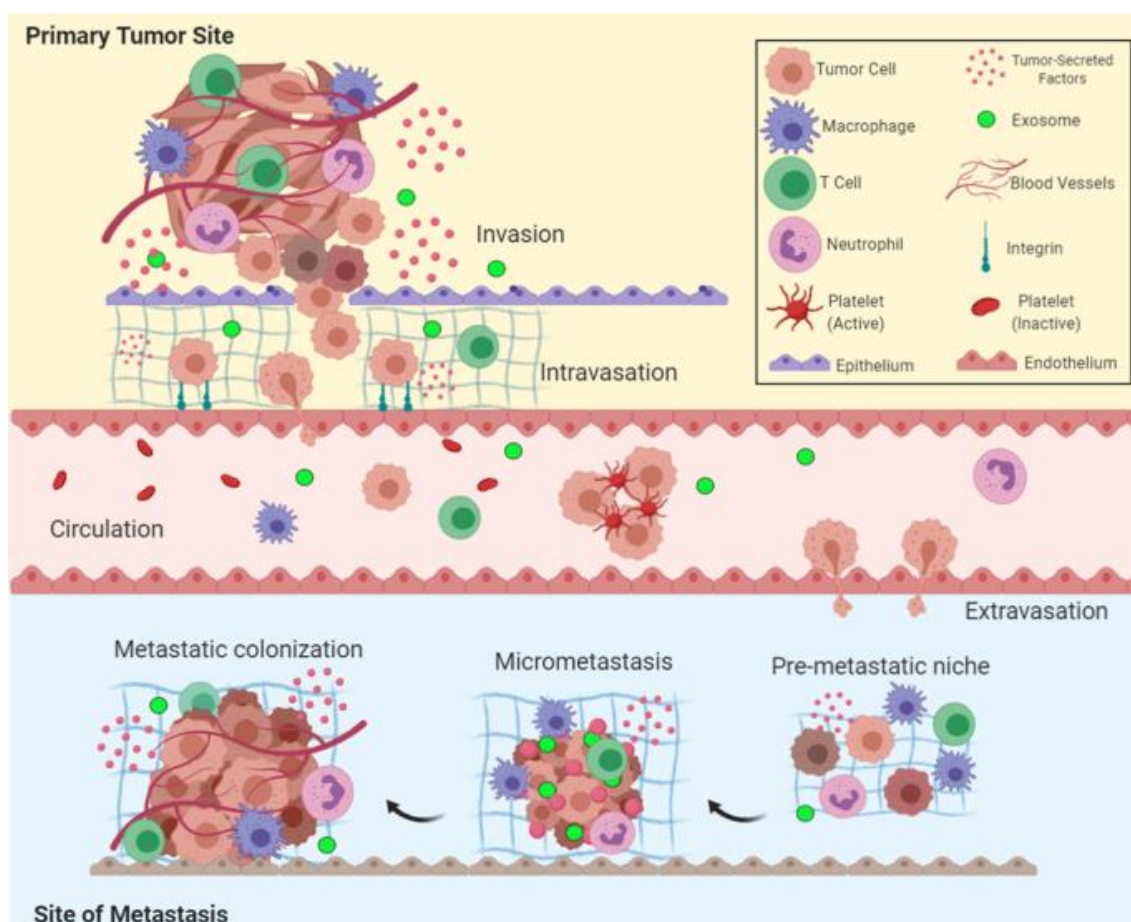 Primary Tumor Site
Tumor Cell
Tumor-Secreted
Factors
Macrophage
Exosome
T Cell
Blood Vessels
Neutrophil
Integrin
Platelet
(Active)
Platelet
(Inactive)
Epithelium
Endothelium
Invasion
Intravasation
Circulation
Extravasation
Metastatic colonization
Micrometastasis
Pre-metastatic niche
Site of Metastasis